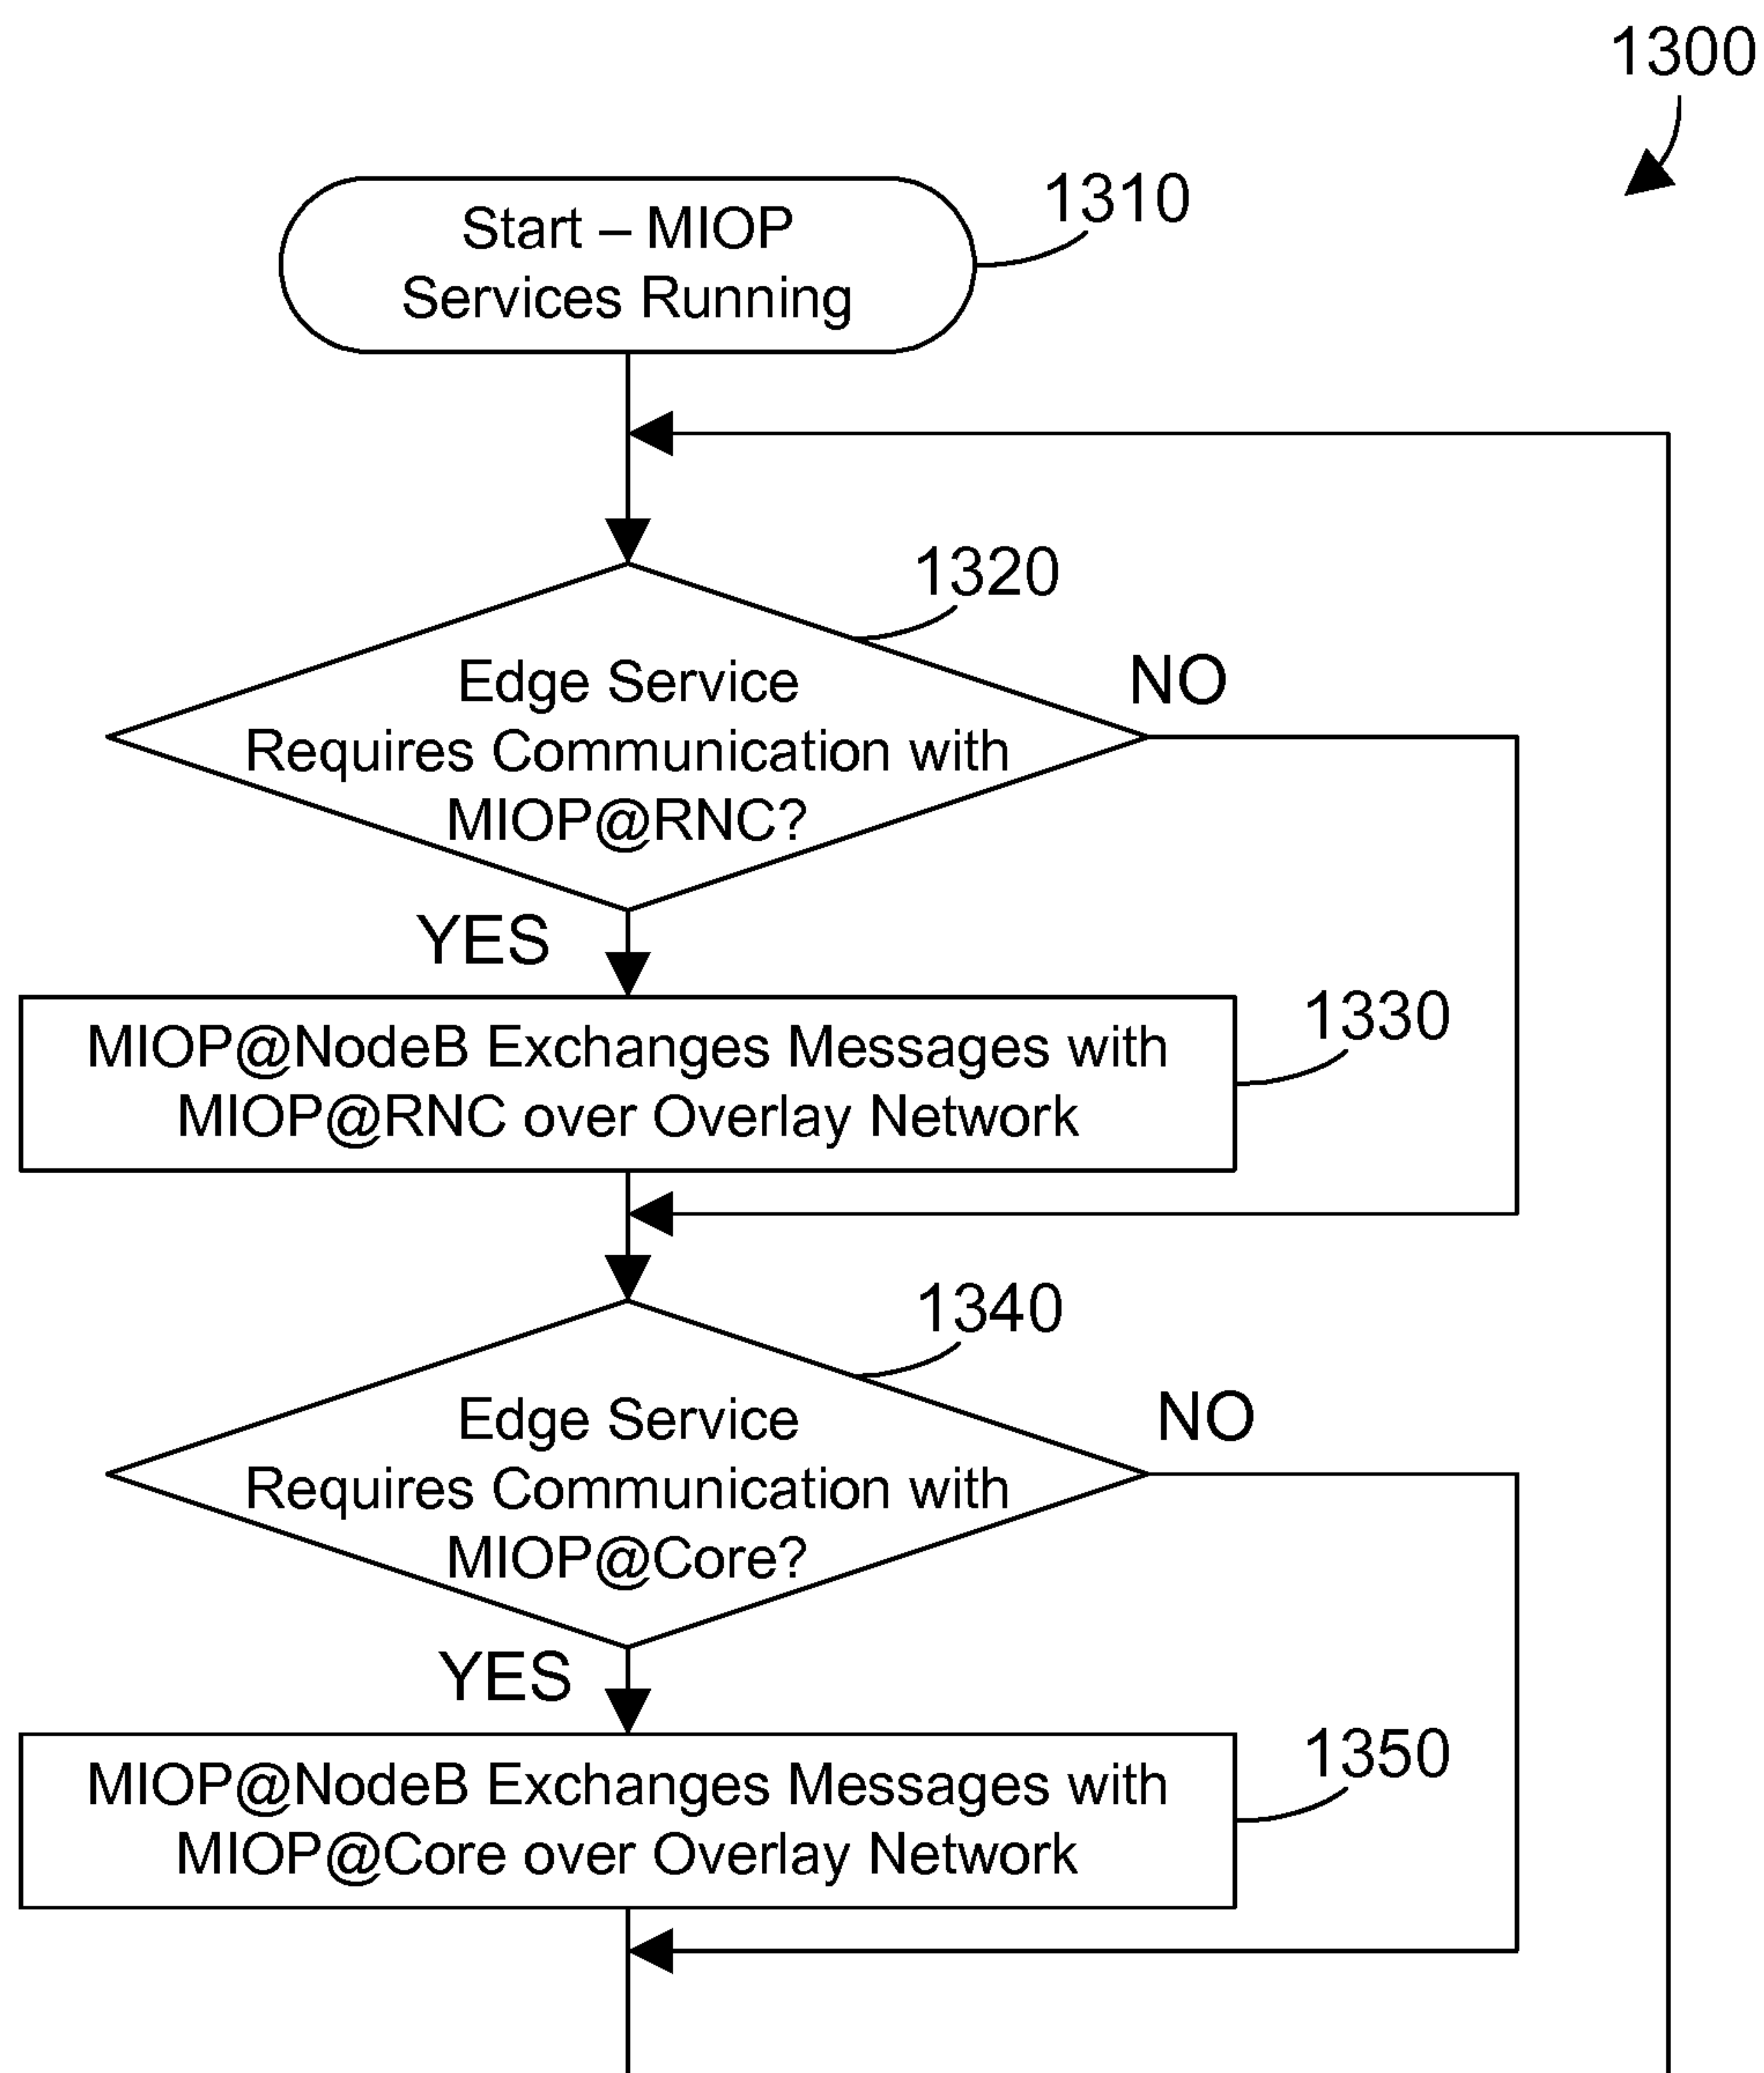 1300
Start – MIOP
Services Running
1310
1320
Edge Service
Requires Communication with
MIOP@RNC?
NO
YES
1330
MIOP@NodeB Exchanges Messages with
MIOP@RNC over Overlay Network
1340
Edge Service
Requires Communication with
MIOP@Core?
NO
YES
1350
MIOP@NodeB Exchanges Messages with
MIOP@Core over Overlay Network